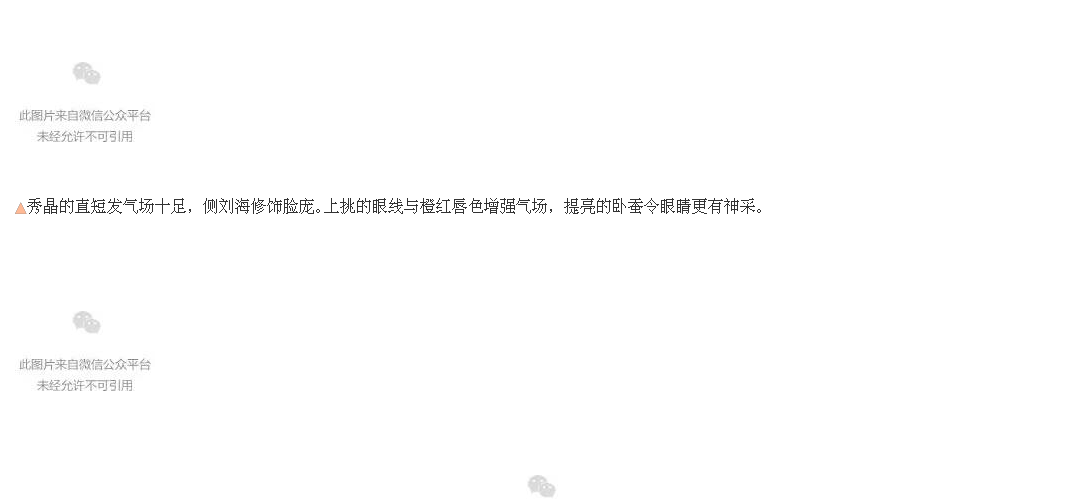 此图片来自微信公众平台
未经允许不可引用
▲秀晶的直短发气场十足，侧刘海修饰脸庞。上挑的眼线与橙红唇色增强气场，提亮的卧蚕令眼睛更有神采。
此图片来自微信公众平台
未经允许不可引用